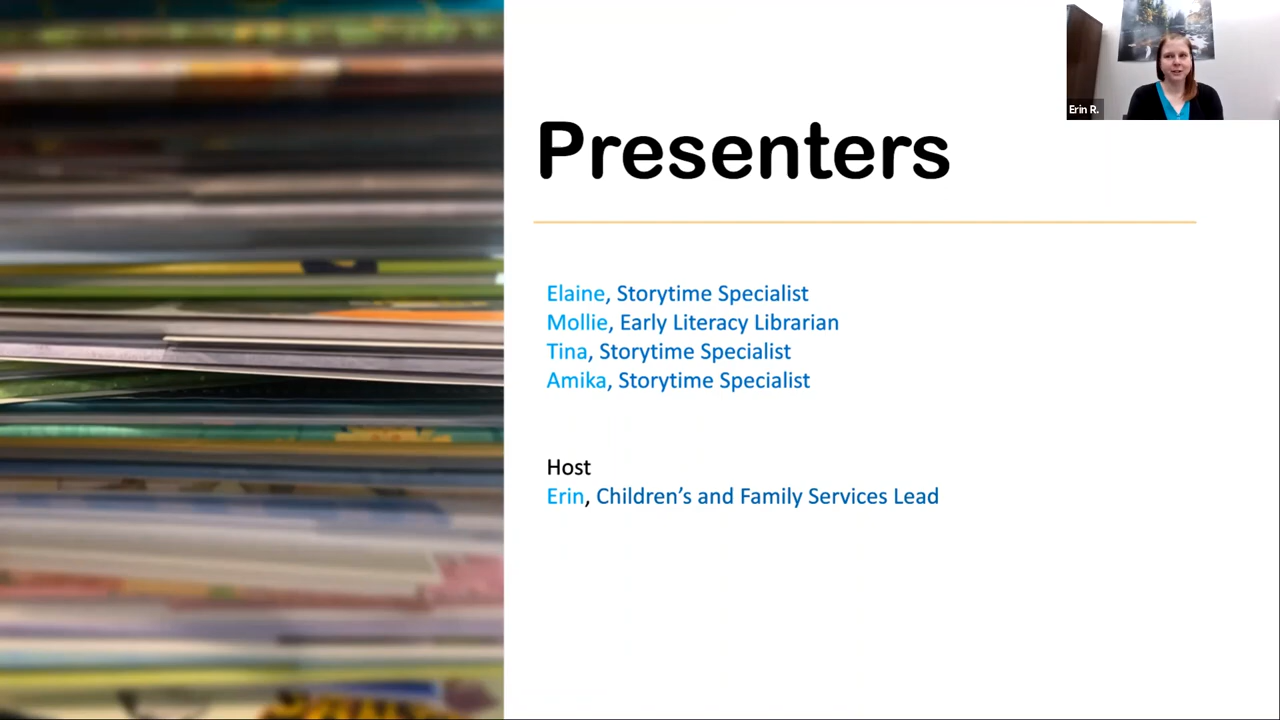 Erin R.
Presenters
Elaine, Storytime Specialist
Mollie, Early Literacy Librarian
Tina, Storytime Specialist
Amika, Storytime Specialist
Host
Erin, Children’s and Family Services Lead